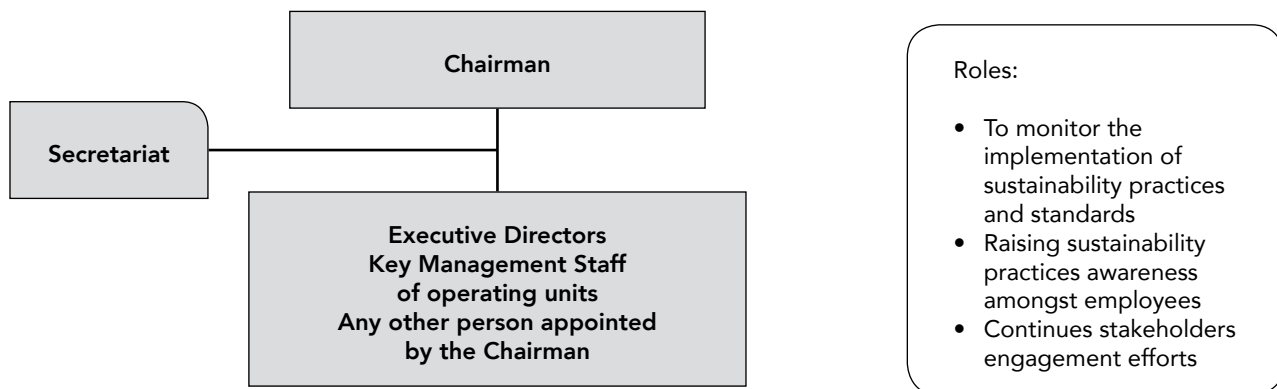 Chairman
Secretariat
Executive Directors
Key Management Staff
of operating units
Any other person appointed
by the Chairman
Roles:
• To monitor the
implementation of
sustainability practices
and standards
• Raising sustainability
practices awareness
amongst employees
• Continues stakeholders
engagement efforts